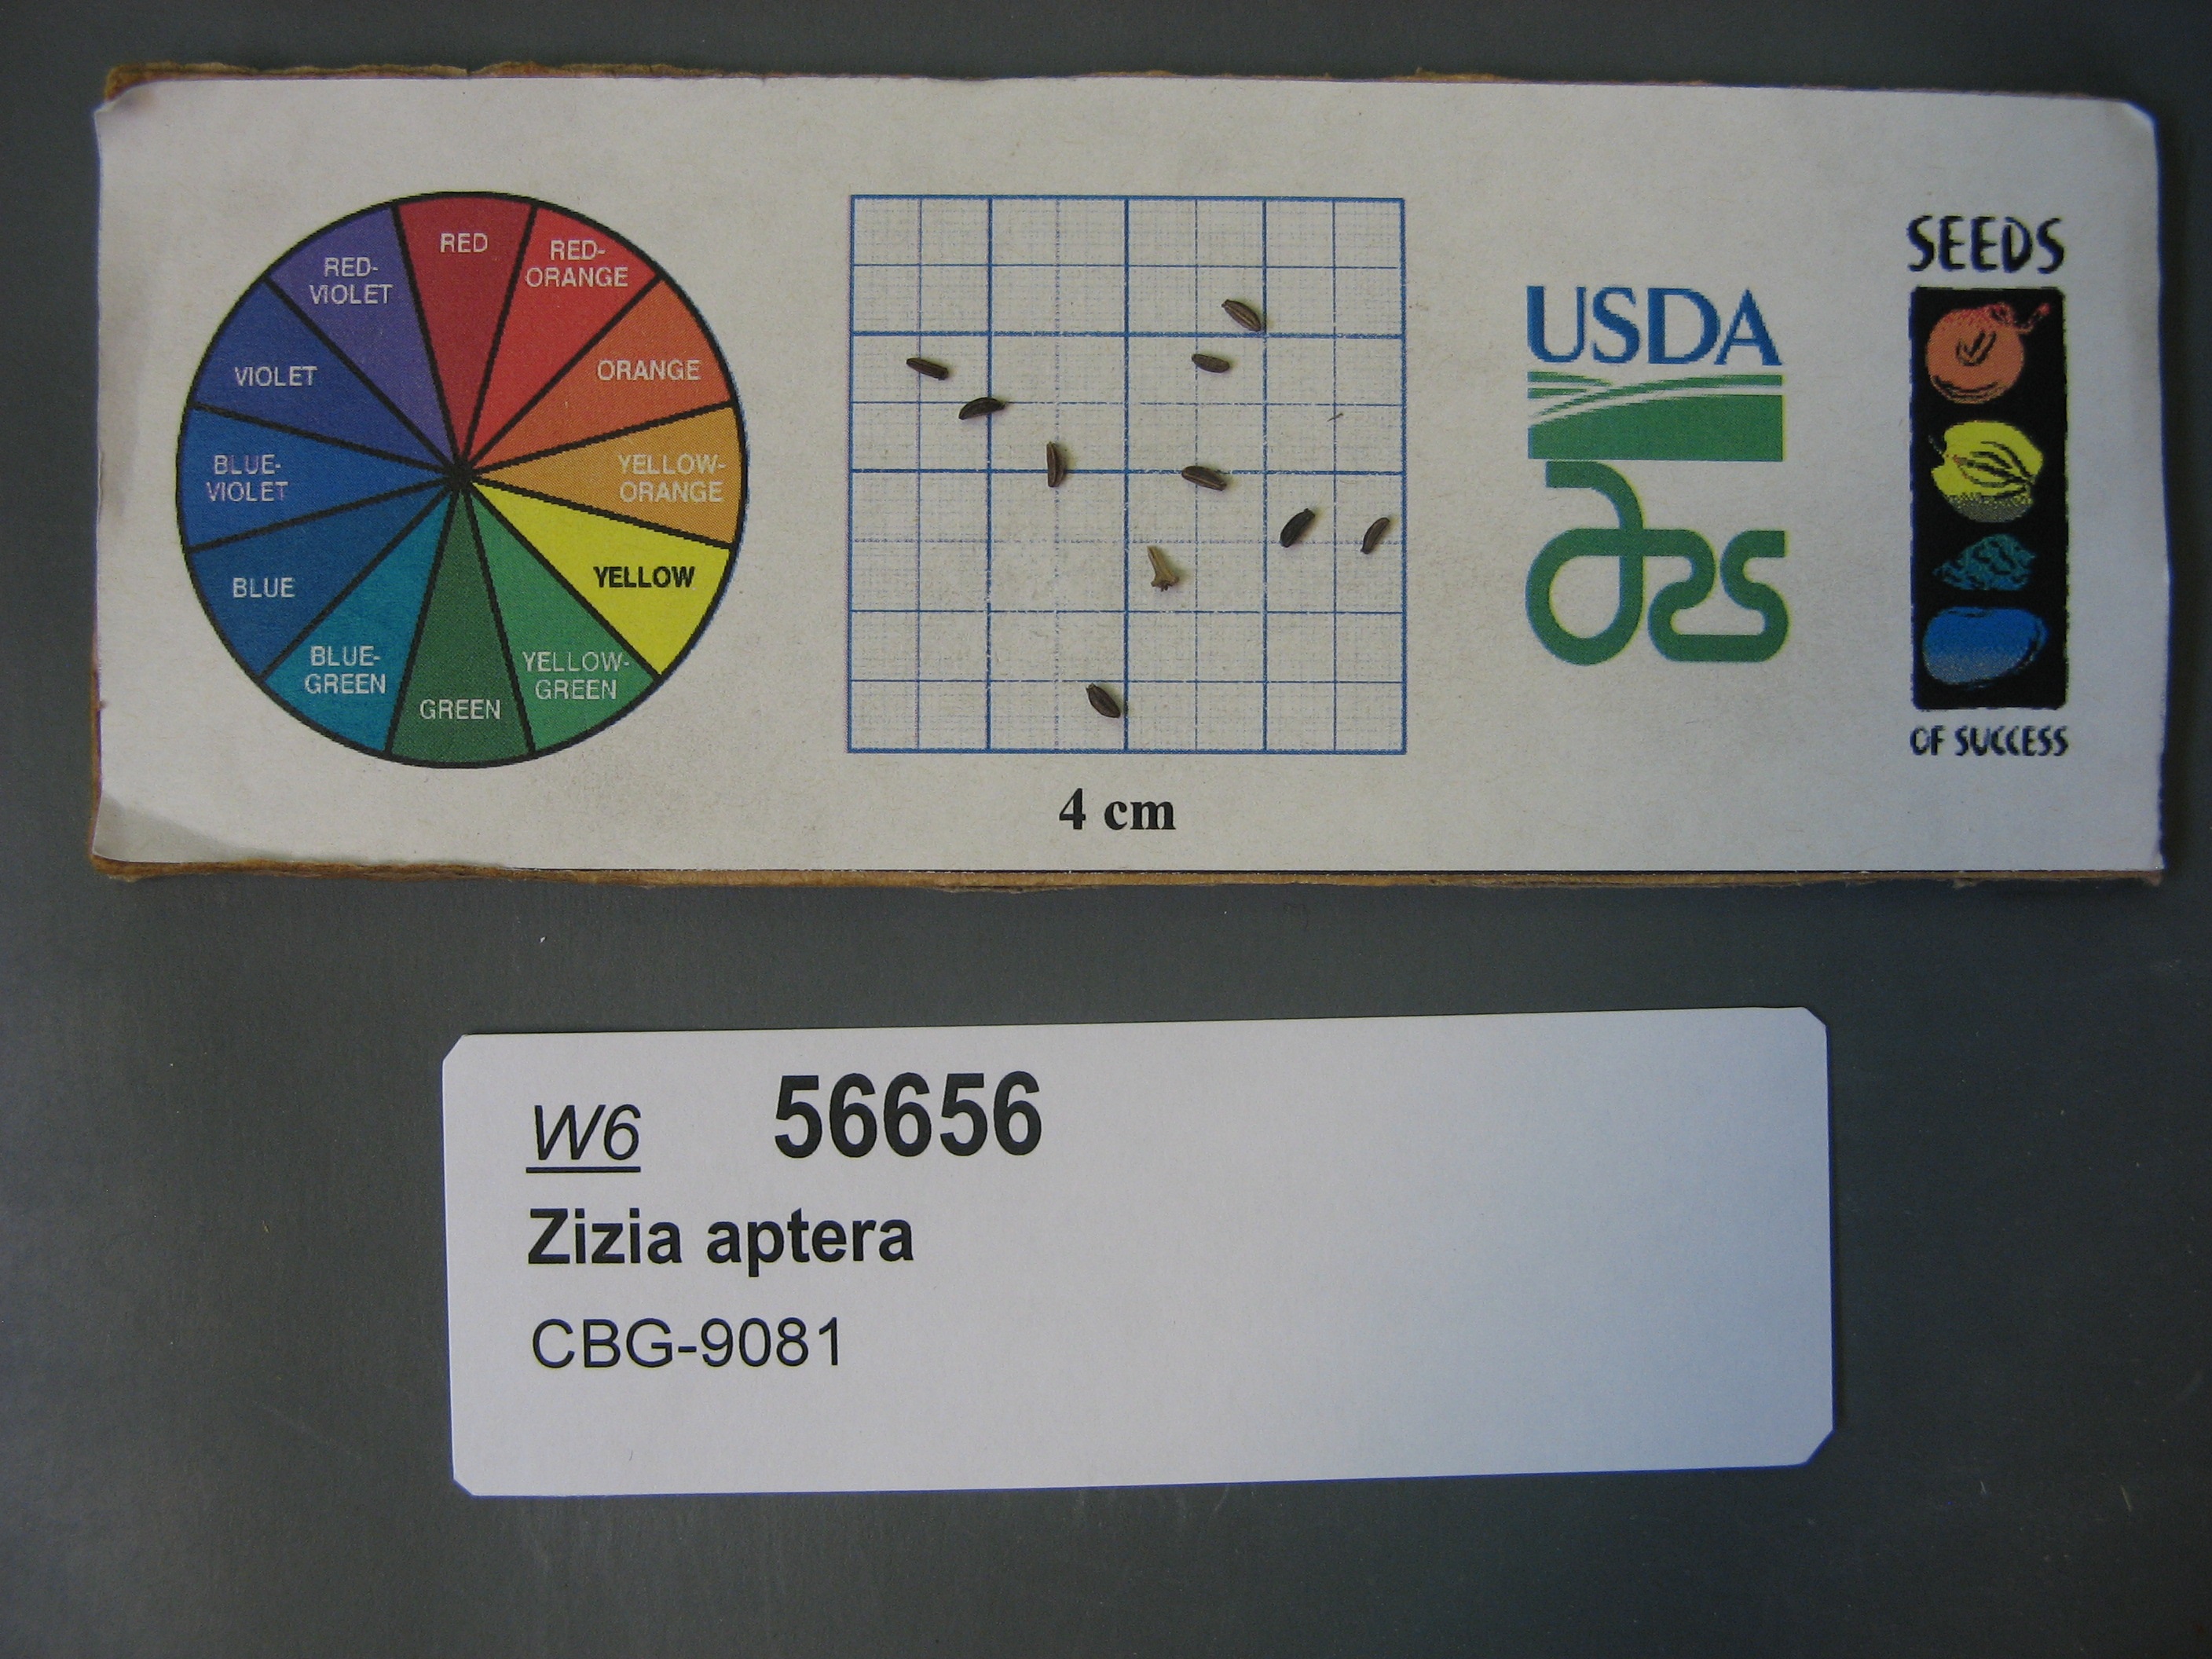 RED
RED-
ORANGE
ORANGE
YELLOW-
ORANGE
YELLOW
YELLOW-
GREEN
GREEN
BLUE-
GREEN
BLUE
BLUE-
VIOLET
VIOLET
RED-
VIOLET
4 cm
USDA
ars
SEEDS
OF SUCCESS
W6 56656
Zizia aptera
CBG-9081